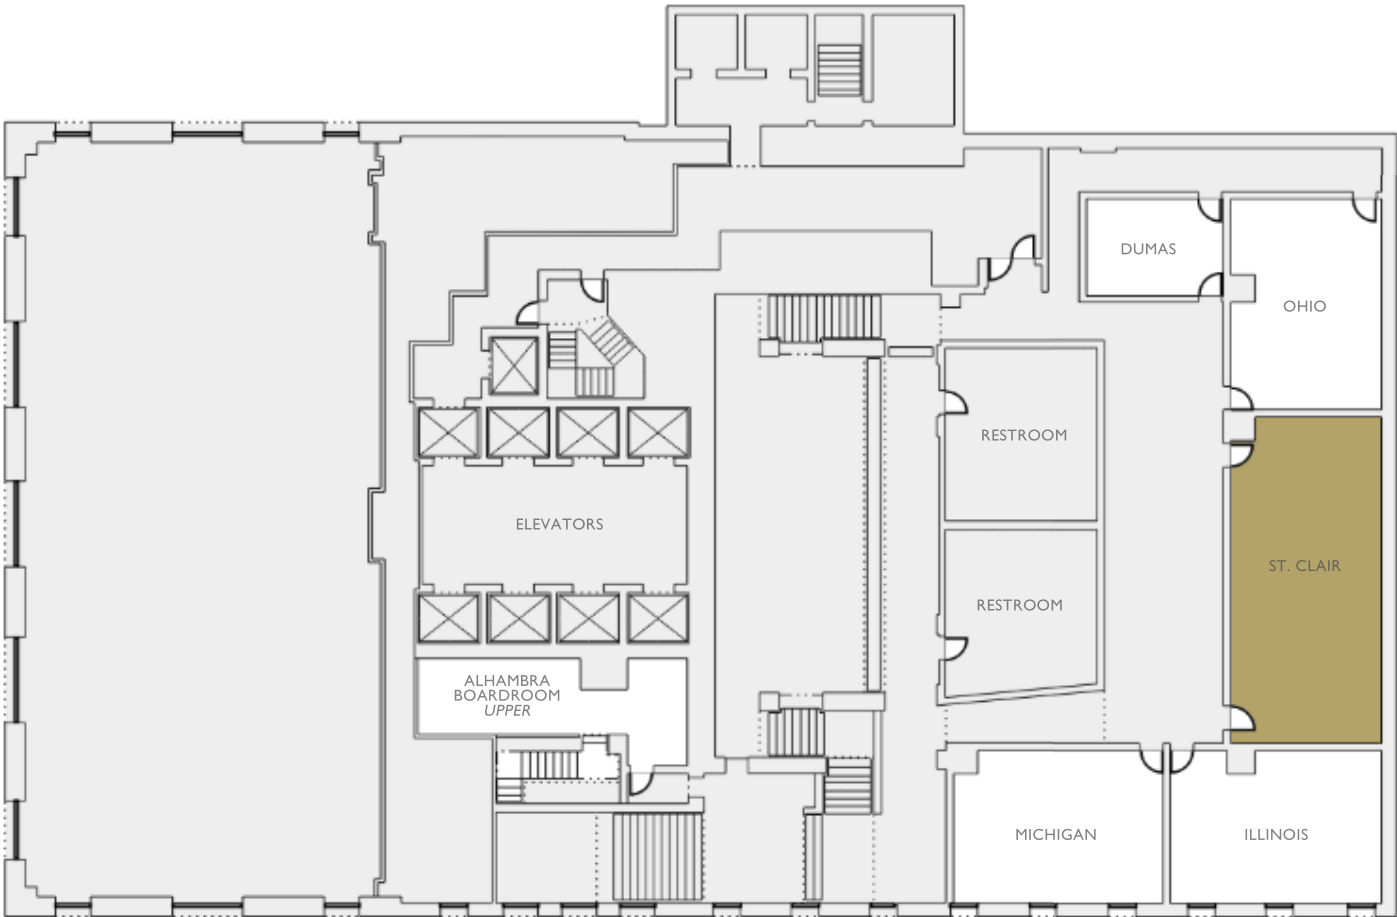 DUMAS
OHIO
RESTROOM
ELEVATORS
ST. CLAIR
RESTROOM
ALHAMBRA
BOARDROOM
UPPER
MICHIGAN
ILLINOIS